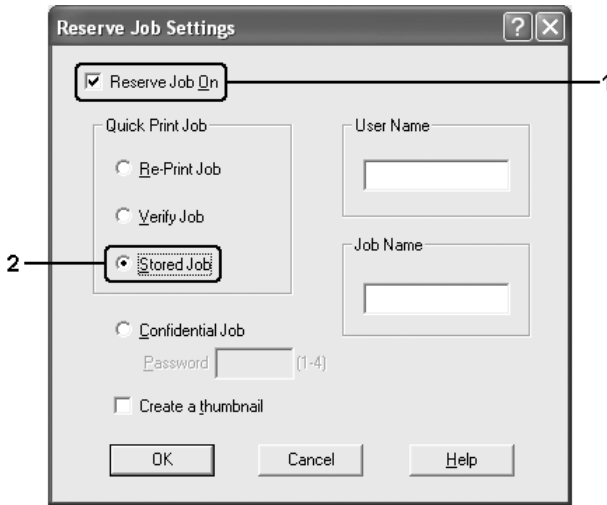 Reserve Job Settings
Reserve Job On
1
Quick Print Job
Re-Print Job
Verify Job
2
Stored Job
Confidential Job
Password
(1-4)
Create a thumbnail
User Name
Job Name
OK
Cancel
Help